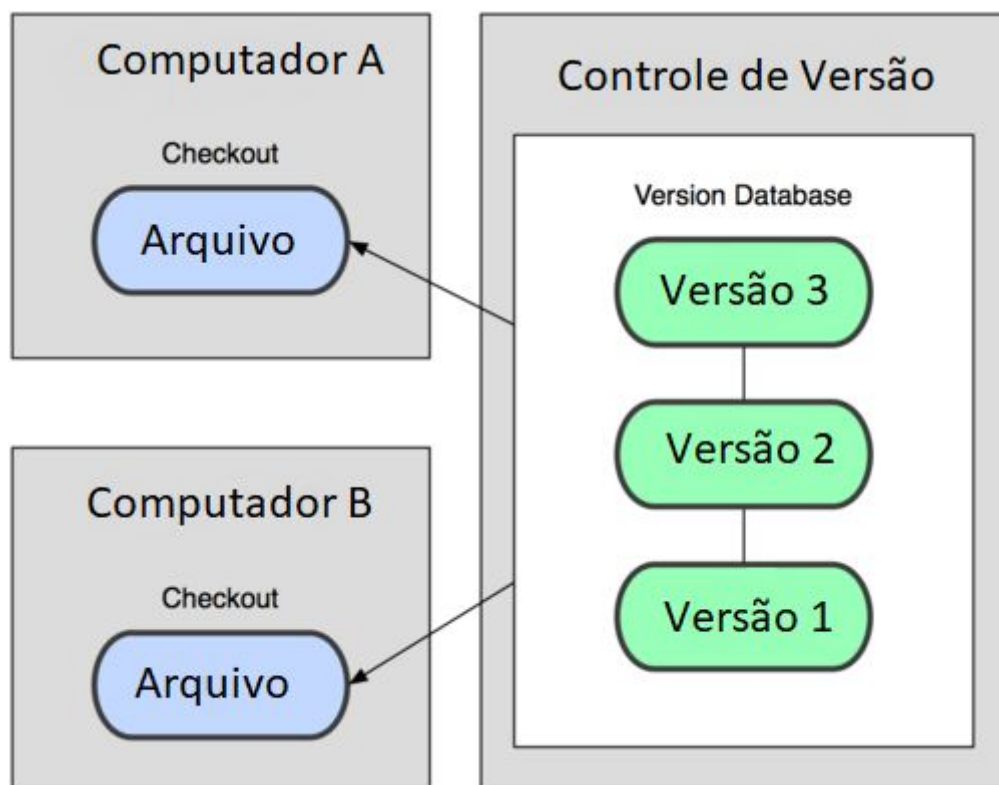 Computador A
Checkout
Arquivo
Computador B
Checkout
Arquivo
Controle de Versão
Version Database
Versão 3
Versão 2
Versão 1